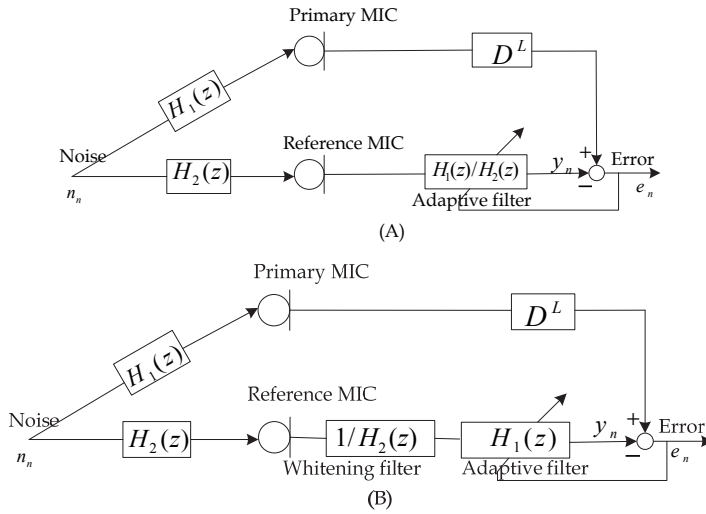 Primary MIC
D^L
H_1(z)
Reference MIC
Noise
n_n
H_2(z)
H_1(z)/H_2(z)
Adaptive filter
y_n
+
−
Error
e_n
(A)
Primary MIC
D^L
H_1(z)
Reference MIC
Noise
n_n
H_2(z)
1/H_2(z)
Whitening filter
H_1(z)
Adaptive filter
y_n
+
−
Error
e_n
(B)